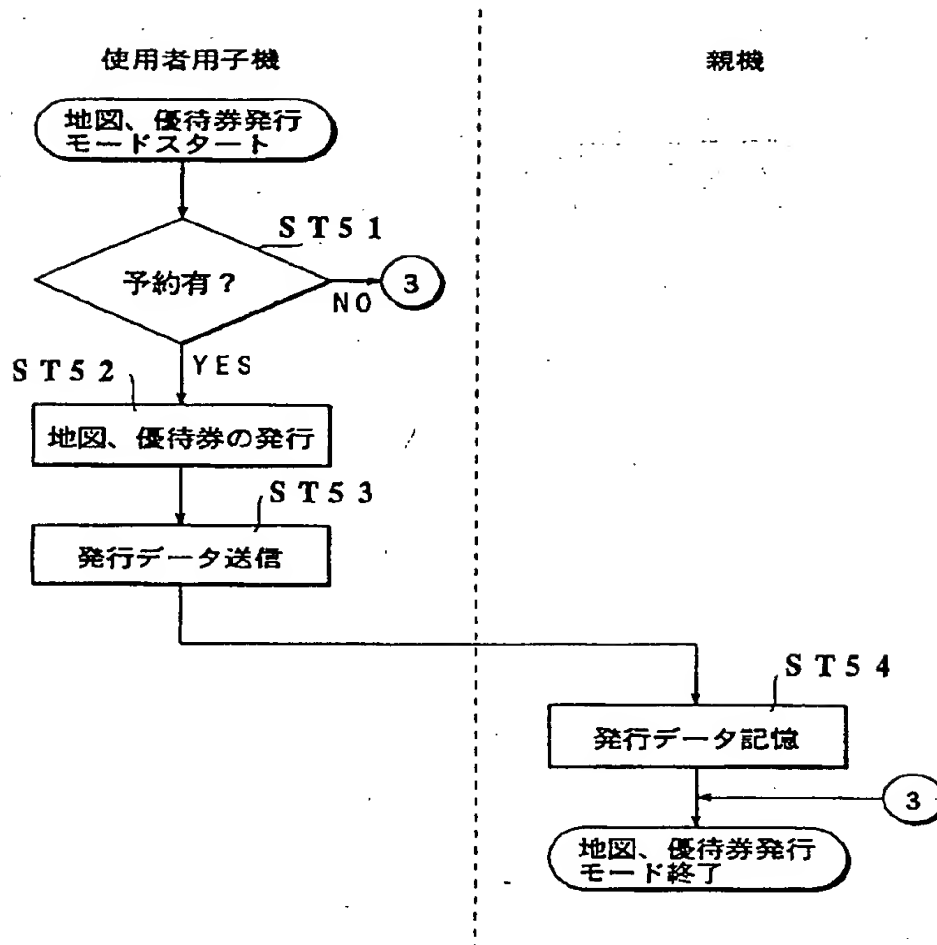 使用者用子機
親機
地図、優待券発行
モードスタート
ST51
予約有?
NO
3
YES
ST52
地図、優待券の発行
ST53
発行データ送信
ST54
発行データ記憶
3
地図、優待券発行
モード終了